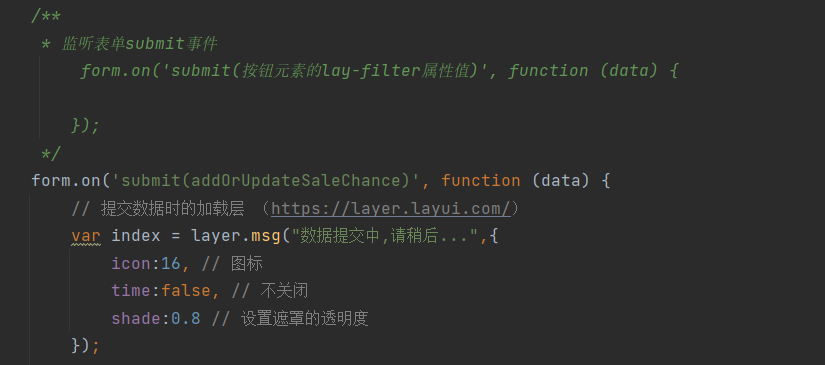 /**
 * 监听表单submit事件
     form.on('submit(按钮元素的lay-filter属性值)', function (data) {
    });
 */
form.on('submit(addOrUpdateSaleChance)', function (data) {
    // 提交数据时的加载层 （https://layer.layui.com/）
    var index = layer.msg("数据提交中,请稍后...",{
        icon:16, // 图标
        time:false, // 不关闭
        shade:0.8 // 设置遮罩的透明度
    });